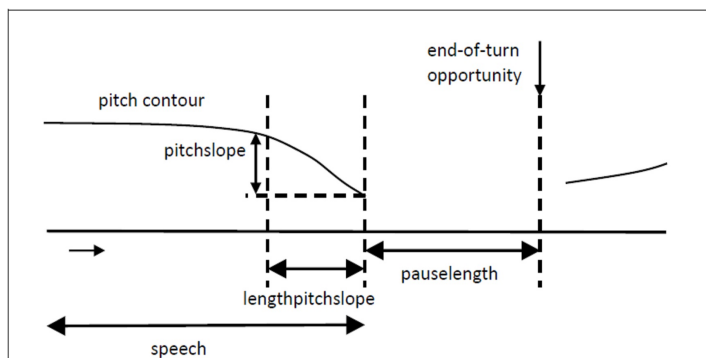 end-of-turn
opportunity
pitch contour
pitchslope
lengthpitchslope
pauselength
speech